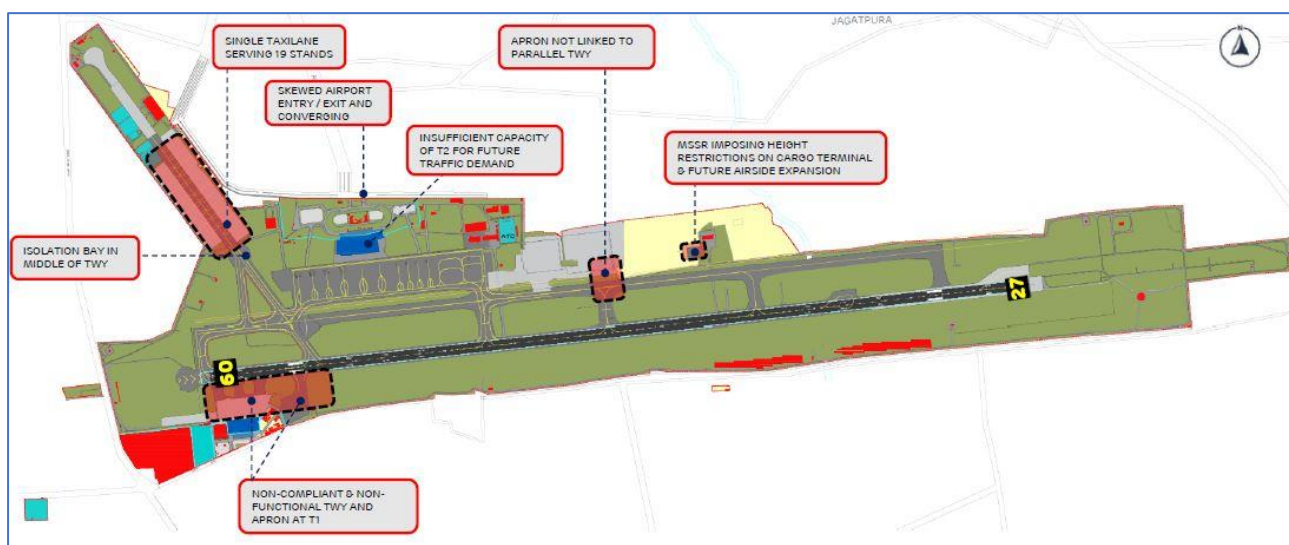 JAGATPURA
N
SINGLE TAXILANE
SERVING 19 STANDS
APRON NOT LINKED TO
PARALLEL TWY
SKEWED AIRPORT
ENTRY / EXIT AND
CONVERGING
INSUFFICIENT CAPACITY
OF T2 FOR FUTURE
TRAFFIC DEMAND
MSSR IMPOSING HEIGHT
RESTRICTIONS ON CARGO TERMINAL
& FUTURE AIRSIDE EXPANSION
ISOLATION BAY IN
MIDDLE OF TWY
ATC
27
09
NON-COMPLIANT & NON-
FUNCTIONAL TWY AND
APRON AT T1